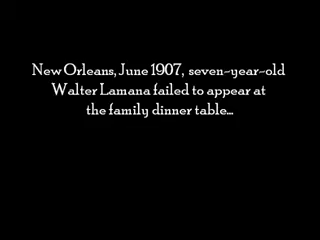 New Orleans, June 1907, seven-year-old
Walter Lamana failed to appear at
the family dinner table...